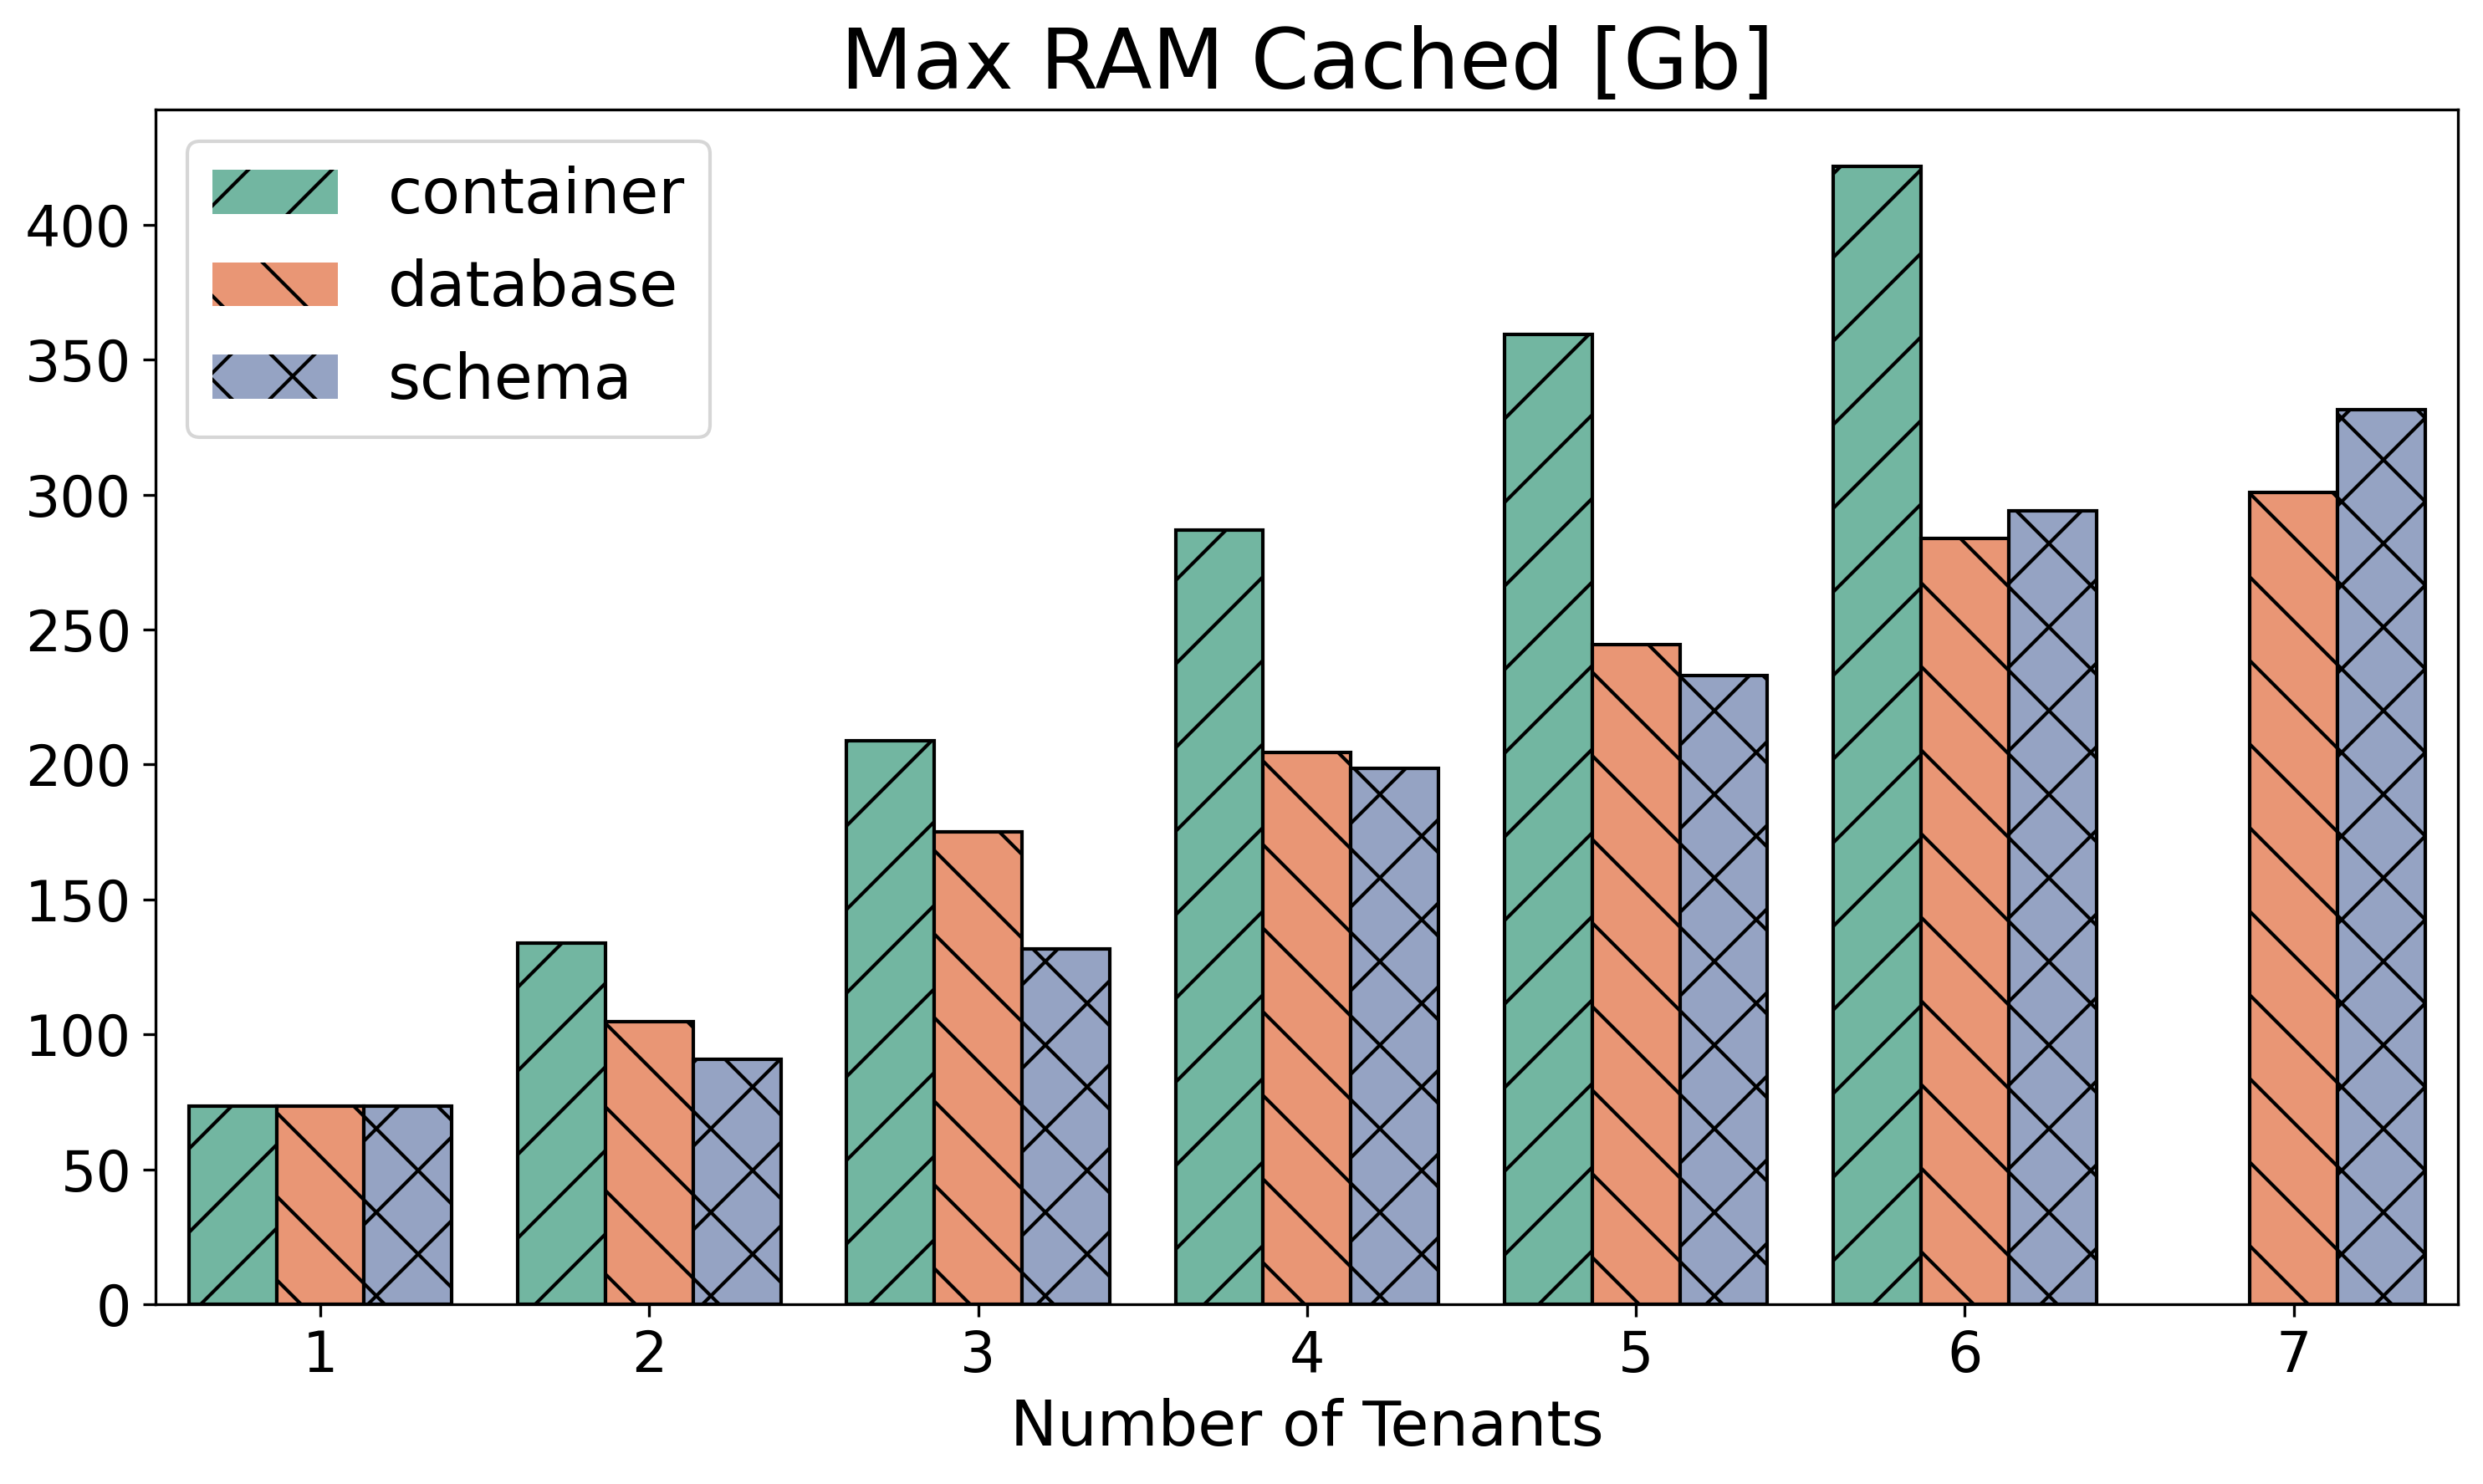 Max RAM Cached [Gb]
container
database
schema
400
350
300
250
200
150
100
50
0
1 2 3 4 5 6 7
Number of Tenants